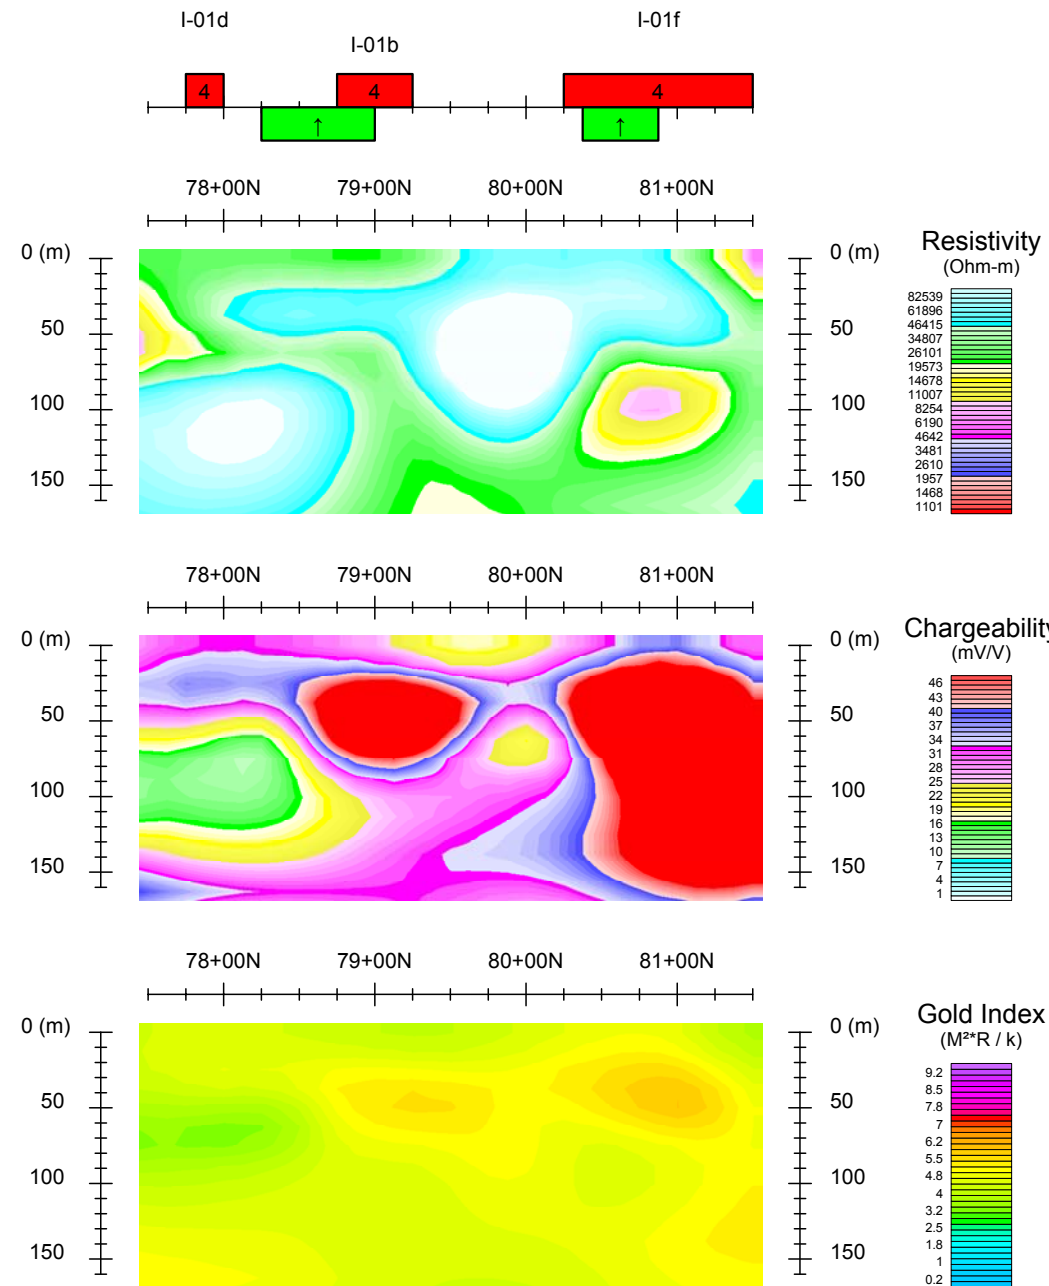 I-01d
I-01b
I-01f
4
4
4
↑
↑
78+00N
79+00N
80+00N
81+00N
0 (m)
50
100
150
0 (m)
50
100
150
Resistivity
(Ohm-m)
82539
61896
46415
34807
26101
19573
14678
11007
8254
6190
4642
3481
2610
1957
1468
1101
78+00N
79+00N
80+00N
81+00N
0 (m)
50
100
150
0 (m)
50
100
150
Chargeability
(mV/V)
46
43
40
37
34
31
28
25
22
19
16
13
10
7
4
1
78+00N
79+00N
80+00N
81+00N
0 (m)
50
100
150
0 (m)
50
100
150
Gold Index
(M²*R / k)
9.2
8.5
7.8
7
6.2
5.5
4.8
4
3.2
2.5
1.8
1
0.2